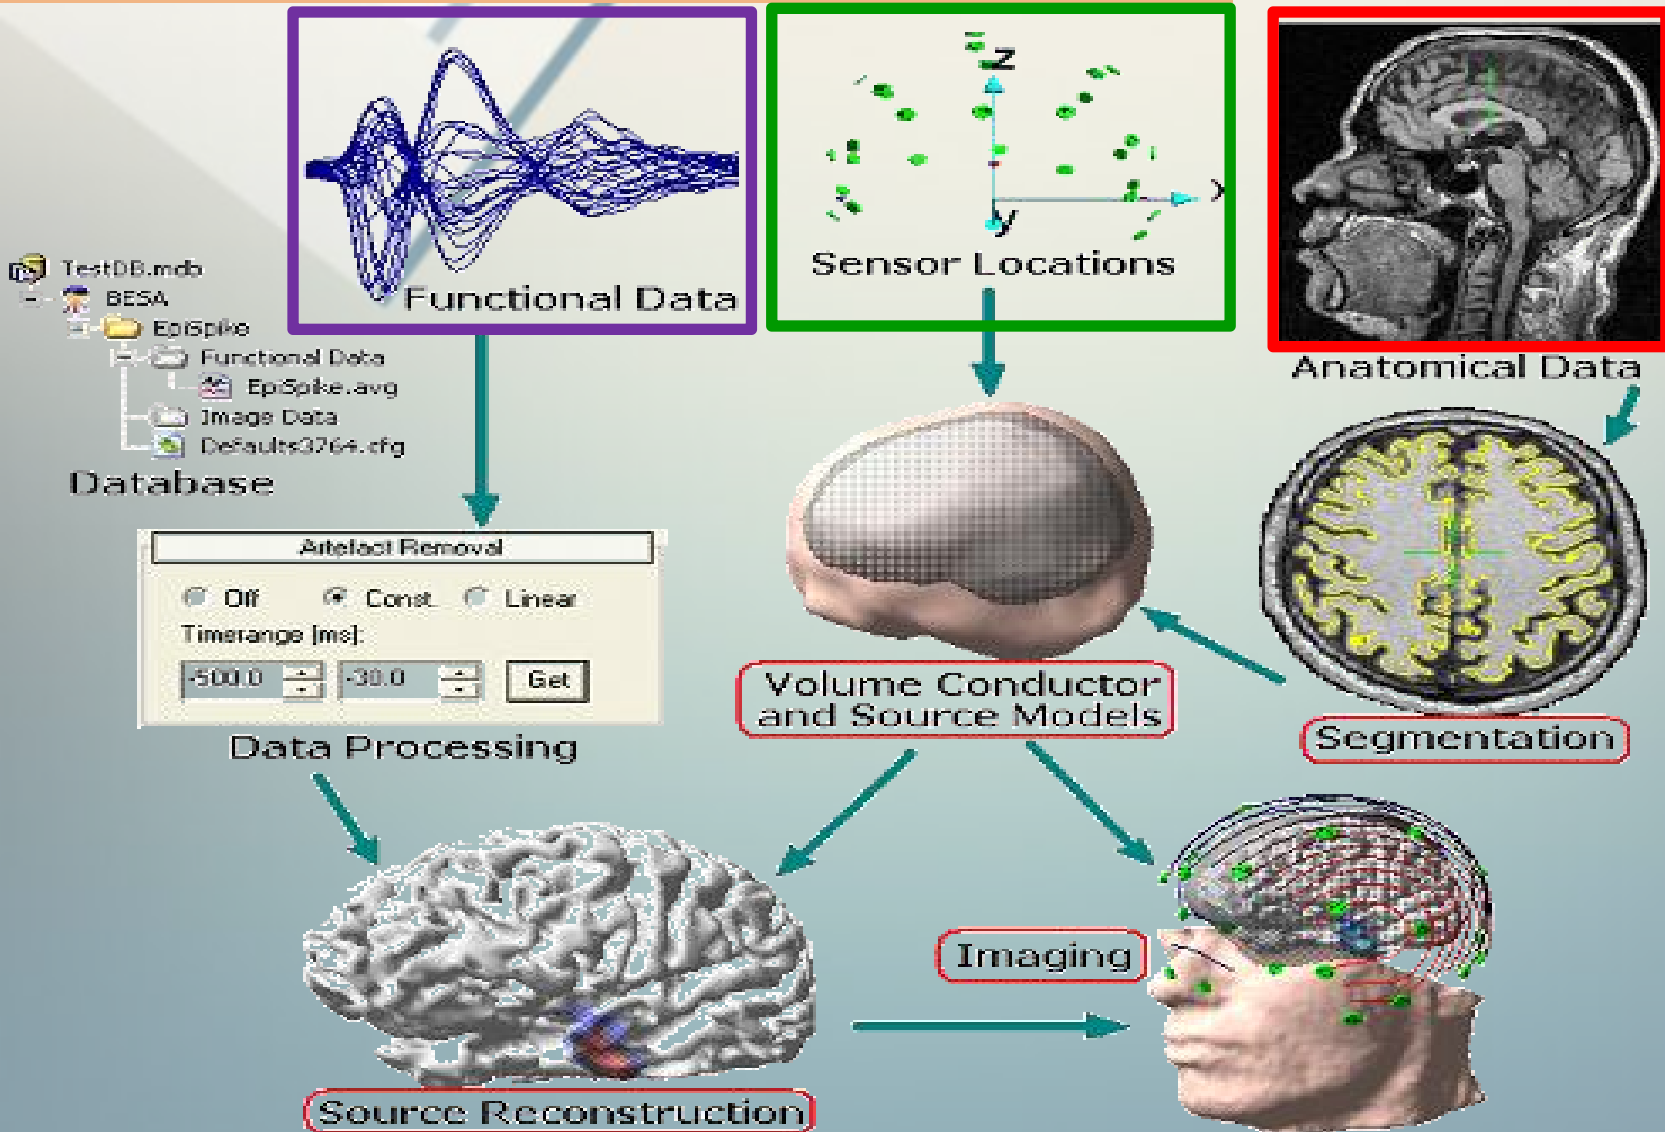 Functional Data
z
x
y
Sensor Locations
Anatomical Data
TestDB.mdb
BESA
EpiSpike
Functional Data
EpiSpike.avg
Image Data
Defaults3764.cfg
Database
Artefact Removal
Off Const. Linear
Timerange [ms]:
-500.0 -30.0 Get
Data Processing
Volume Conductor
and Source Models
Segmentation
Imaging
Source Reconstruction